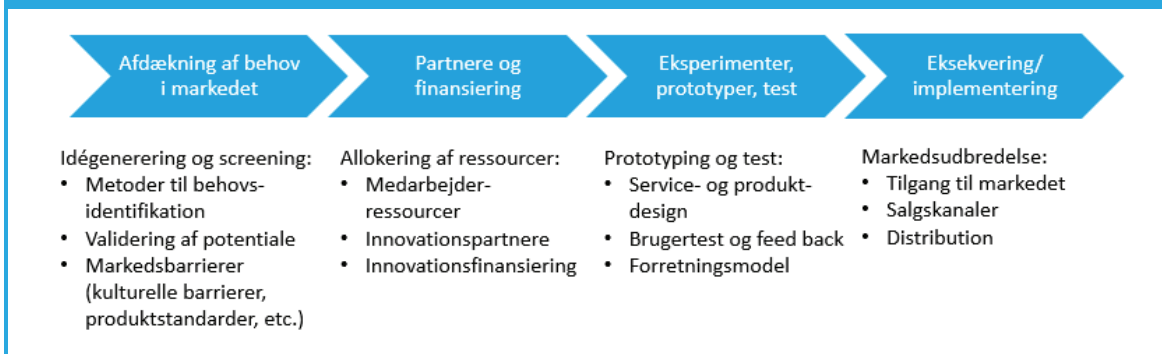 Afdækning af behov
i markedet
Partnere og
finansiering
Eksperimenter,
prototyper, test
Eksekvering/
implementering
Idégenerering og screening:
• Metoder til behovs-
identifikation
• Validering af potentiale
• Markedsbarrierer
(kulturelle barrierer,
produktstandarder, etc.)
Allokering af ressourcer:
• Medarbejder-
ressourcer
• Innovationspartnere
• Innovationsfinansiering
Prototyping og test:
• Service- og produkt-
design
• Brugertest og feed back
• Forretningsmodel
Markedsudbredelse:
• Tilgang til markedet
• Salgskanaler
• Distribution